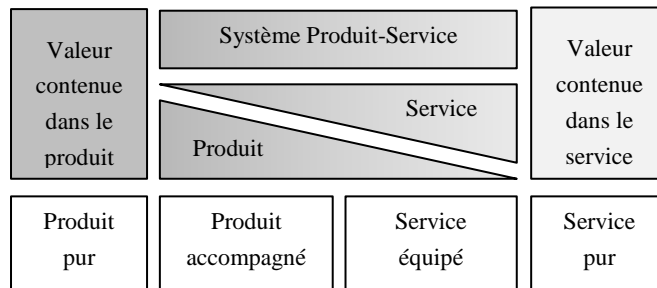 Valeur
contenue
dans le
produit
Système Produit-Service
Service
Produit
Valeur
contenue
dans le
service
Produit
pur
Produit
accompagné
Service
équipé
Service
pur